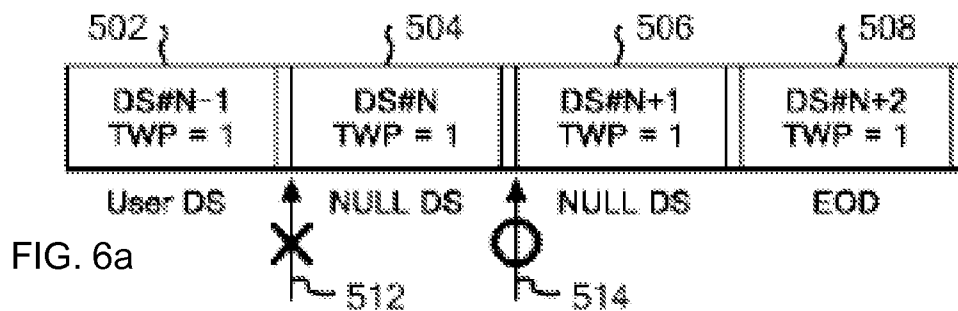 502 504 506 508
DS#N-1 DS#N DS#N+1 DS#N+2
TWP = 1 TWP = 1 TWP = 1 TWP = 1
User DS NULL DS NULL DS EOD
FIG. 6a
512 514